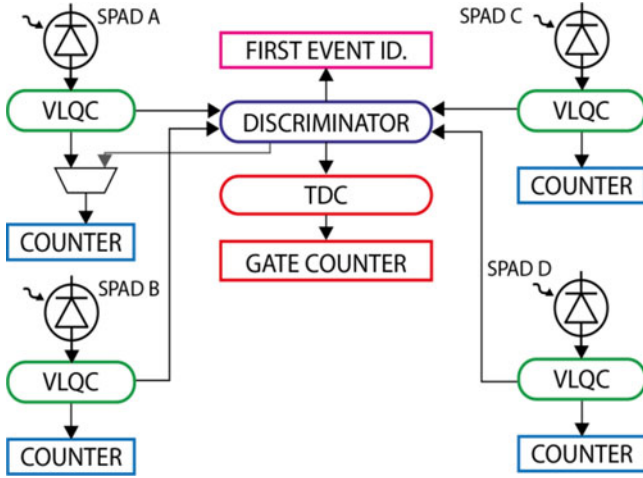 SPAD A
VLQC
COUNTER
SPAD B
VLQC
COUNTER
FIRST EVENT ID.
DISCRIMINATOR
TDC
GATE COUNTER
SPAD C
VLQC
COUNTER
SPAD D
VLQC
COUNTER